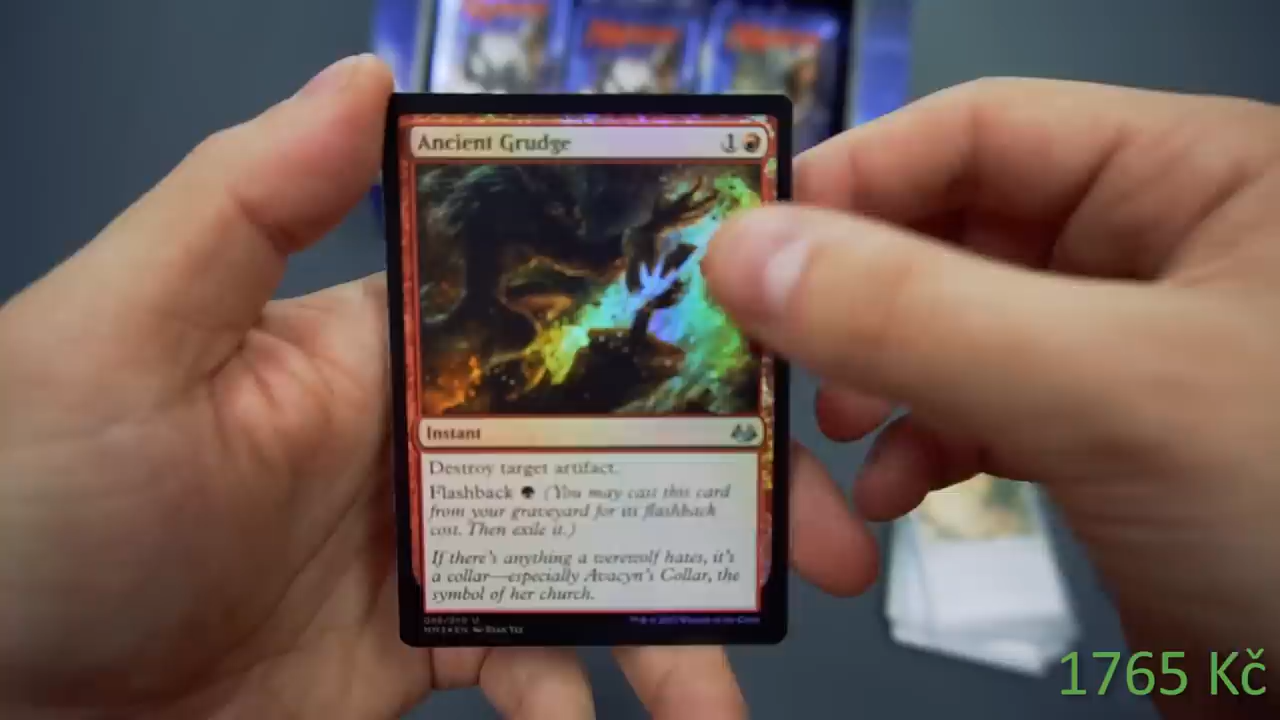 Ancient Grudge 1
Instant
Destroy target artifact.
Flashback (You may cast this card
from your graveyard for its flashback
cost. Then exile it.)
If there's anything a werewolf hates, it's
a collar—especially Avacyn's Collar, the
symbol of her church.
1765 Kč